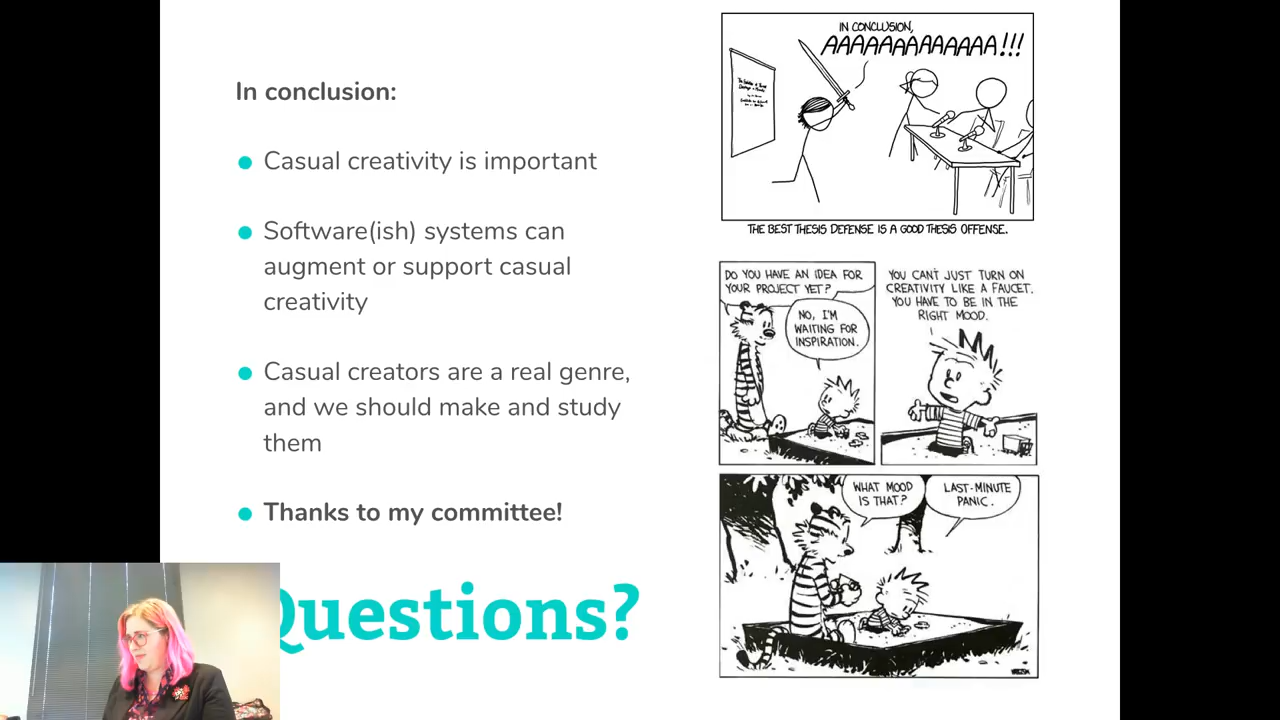 In conclusion:
Casual creativity is important
Software(ish) systems can
augment or support casual
creativity
Casual creators are a real genre,
and we should make and study
them
Thanks to my committee!
Questions?
IN CONCLUSION,
AAAAAAAAAAAAA!!!
THE BEST THESIS DEFENSE IS A GOOD THESIS OFFENSE.
DO YOU HAVE AN IDEA FOR
YOUR PROJECT YET?
NO, I'M
WAITING FOR
INSPIRATION.
YOU CAN'T JUST TURN ON
CREATIVITY LIKE A FAUCET.
YOU HAVE TO BE IN THE
RIGHT MOOD.
WHAT MOOD
IS THAT?
LAST-MINUTE
PANIC.